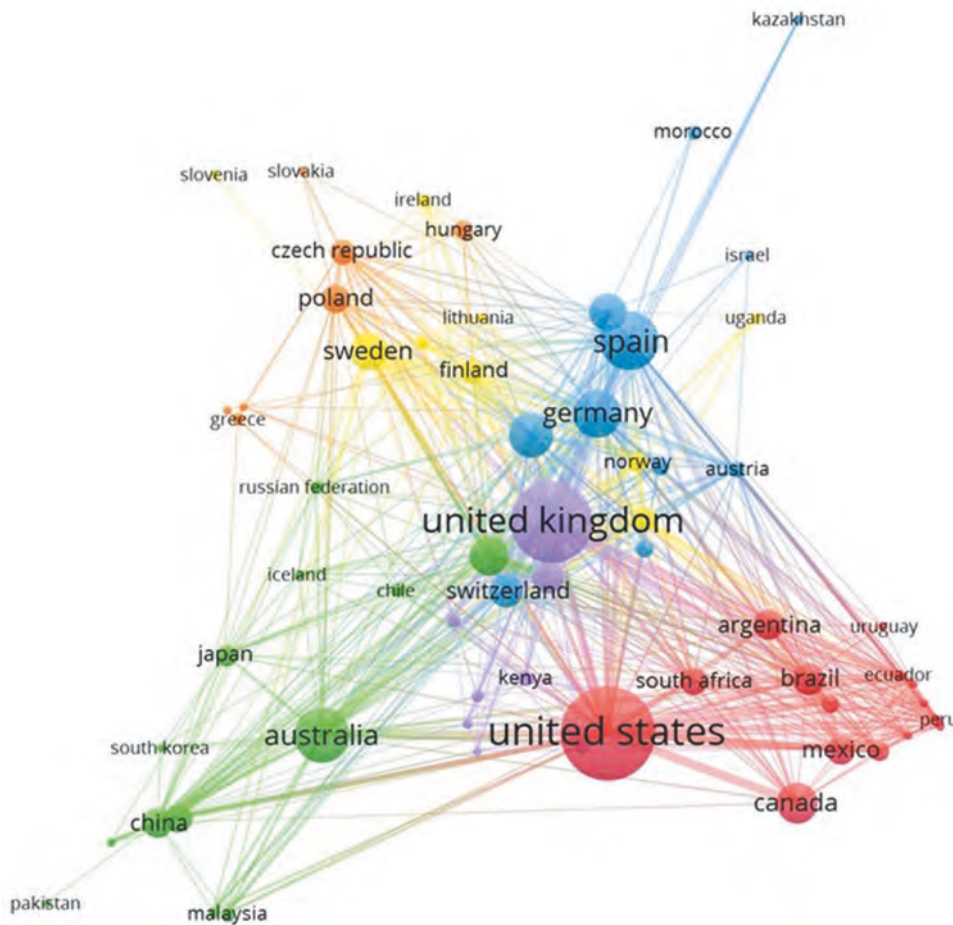 kazakhstan
morocco
slovenia
slovakia
ireland
hungary
czech republic
israel
poland
lithuania
uganda
spain
sweden
finland
germany
greece
norway
austria
russian federation
united kingdom
iceland
chile
switzerland
argentina
uruguay
japan
kenya
south africa
brazil
ecuador
peru
australia
united states
south korea
mexico
canada
china
pakistan
malaysia